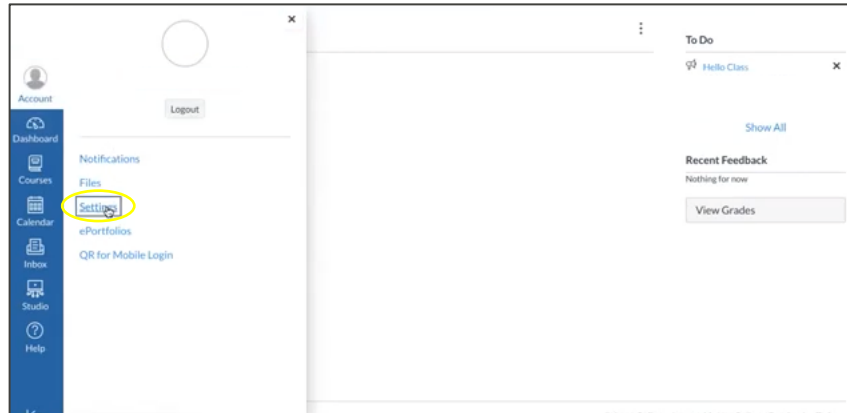 Account
Dashboard
Courses
Calendar
Inbox
Studio
Help
Logout
Notifications
Files
Settings
ePortfolios
QR for Mobile Login
To Do
Hello Class
Show All
Recent Feedback
Nothing for now
View Grades